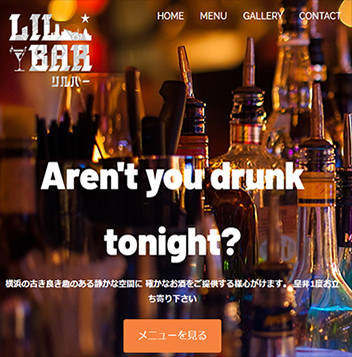 LIL
BAR
リルバー
HOME MENU GALLERY CONTACT
Aren't you drunk
tonight?
横浜の古き良き趣のある静かな空間に 確かなお酒をご提供する様心がけます。 是非1度お立
ち寄り下さい
メニューを見る